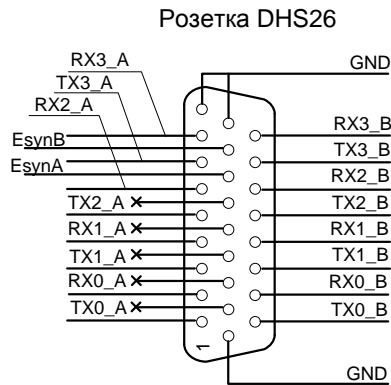 Розетка DHS26
GND
RX3_A
TX3_A
RX2_A
EsynB
EsynA
TX2_A
RX1_A
TX1_A
RX0_A
TX0_A
RX3_B
TX3_B
RX2_B
TX2_B
RX1_B
TX1_B
RX0_B
TX0_B
1
GND